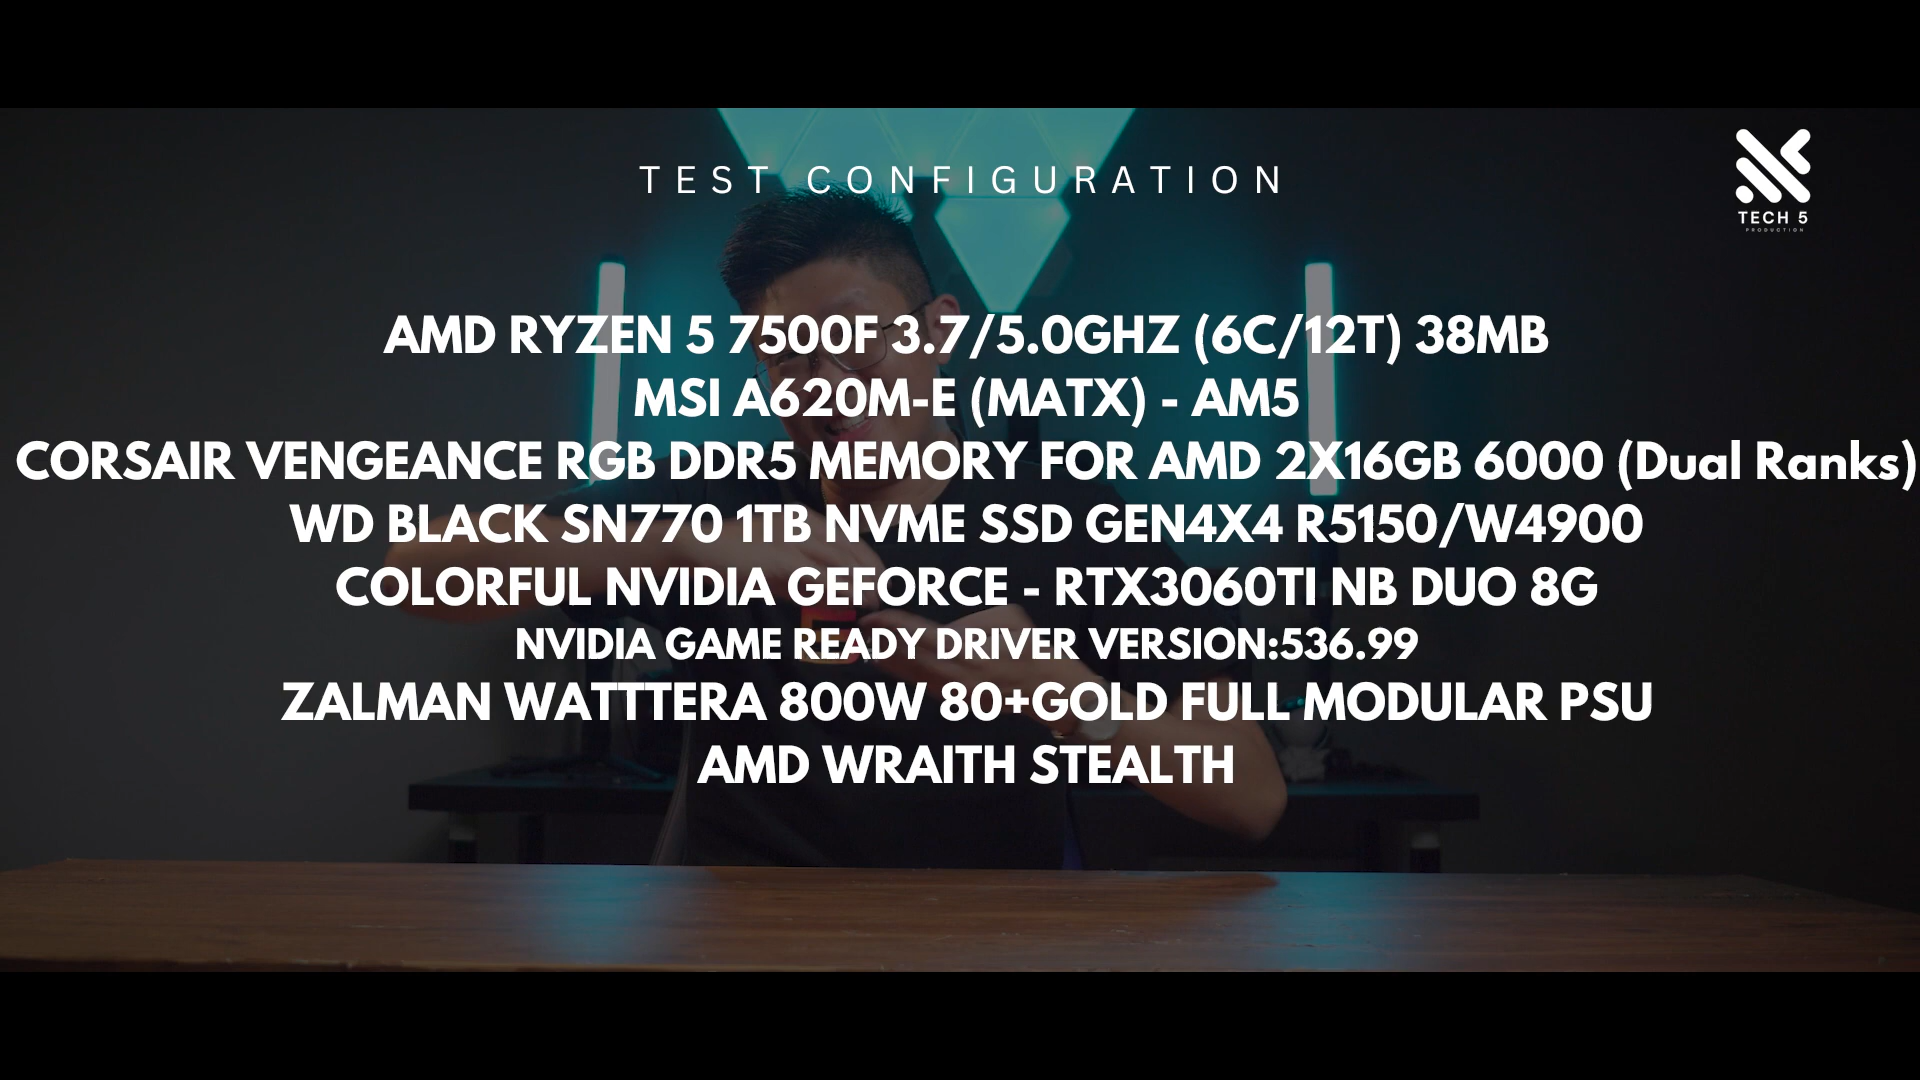 TEST CONFIGURATION
TECH 5
PRODUCTION
AMD RYZEN 5 7500F 3.7/5.0GHZ (6C/12T) 38MB
MSI A620M-E (MATX) - AM5
CORSAIR VENGEANCE RGB DDR5 MEMORY FOR AMD 2X16GB 6000 (Dual Ranks)
WD BLACK SN770 1TB NVME SSD GEN4X4 R5150/W4900
COLORFUL NVIDIA GEFORCE - RTX3060TI NB DUO 8G
NVIDIA GAME READY DRIVER VERSION:536.99
ZALMAN WATTTERA 800W 80+GOLD FULL MODULAR PSU
AMD WRAITH STEALTH